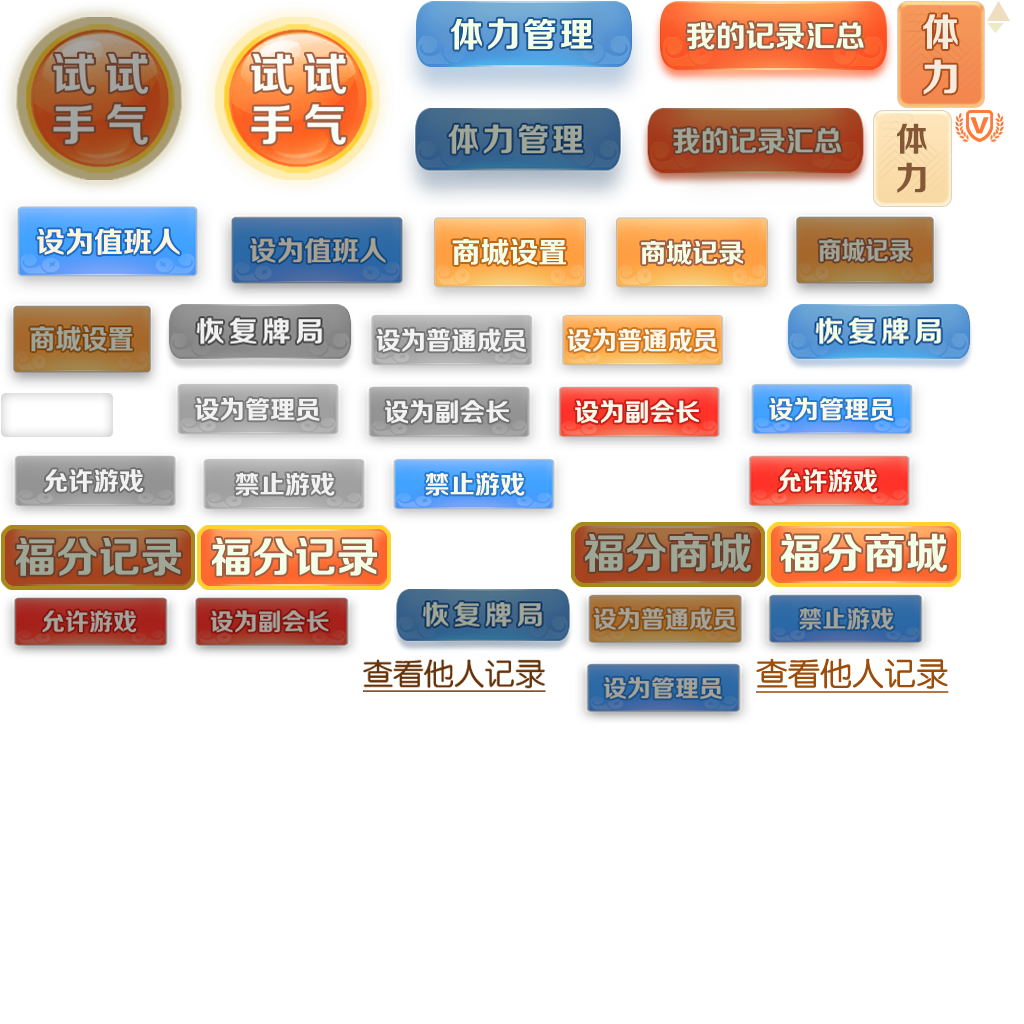 试试
手气
试试
手气
体力管理
我的记录汇总
体
力
体力管理
我的记录汇总
体
力
V
设为值班人
设为值班人
商城设置
商城记录
商城记录
商城设置
恢复牌局
设为普通成员
设为普通成员
恢复牌局
设为管理员
设为副会长
设为副会长
设为管理员
允许游戏
禁止游戏
禁止游戏
允许游戏
福分记录
福分记录
福分商城
福分商城
允许游戏
设为副会长
恢复牌局
设为普通成员
禁止游戏
查看他人记录
设为管理员
查看他人记录